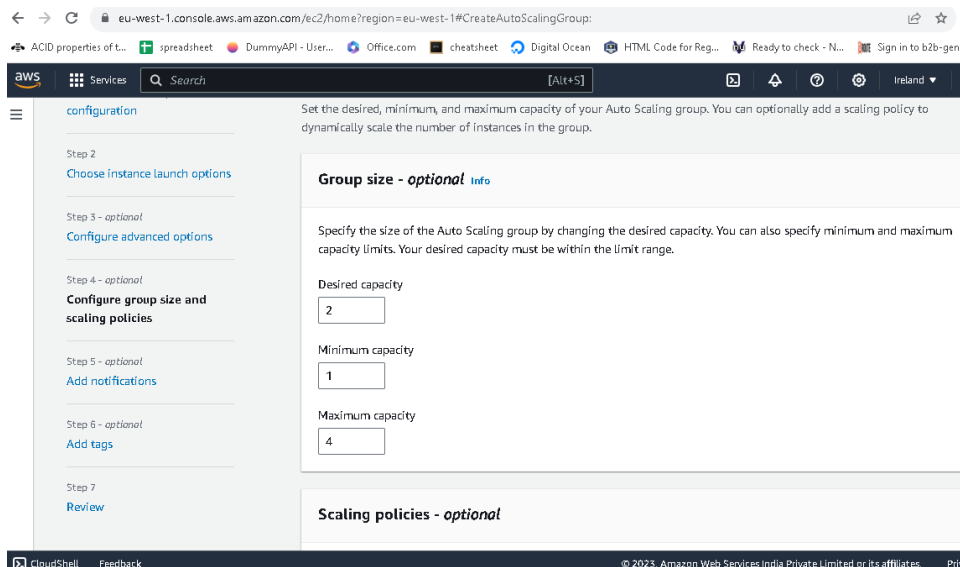 eu-west-1.console.aws.amazon.com/ec2/home?region=eu-west-1#CreateAutoScalingGroup:
ACID properties of t... spreadsheet DummyAPI - User... Office.com cheatsheet Digital Ocean HTML Code for Reg... Ready to check - N... Sign in to b2b-gen
aws Services Search [Alt+S] Ireland
configuration
Step 2
Choose instance launch options
Step 3 - optional
Configure advanced options
Step 4 - optional
Configure group size and
scaling policies
Step 5 - optional
Add notifications
Step 6 - optional
Add tags
Step 7
Review
Set the desired, minimum, and maximum capacity of your Auto Scaling group. You can optionally add a scaling policy to
dynamically scale the number of instances in the group.
Group size - optional Info
Specify the size of the Auto Scaling group by changing the desired capacity. You can also specify minimum and maximum
capacity limits. Your desired capacity must be within the limit range.
Desired capacity
2
Minimum capacity
1
Maximum capacity
4
Scaling policies - optional
CloudShell Feedback © 2023, Amazon Web Services India Private Limited or its affiliates. Pri